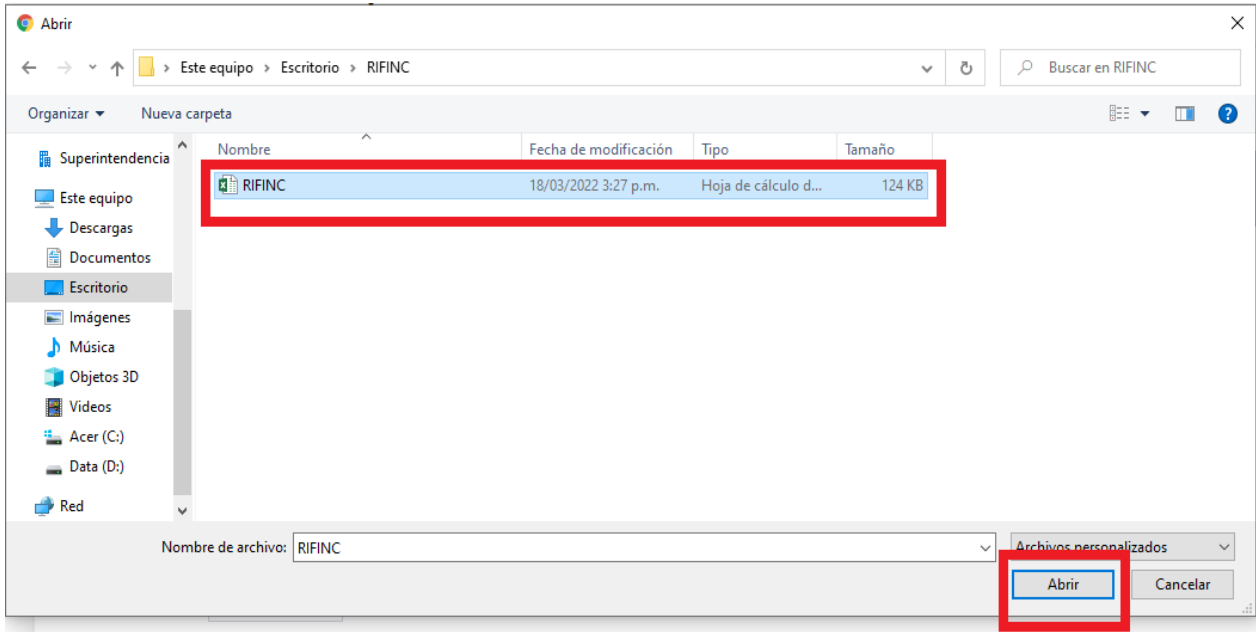 Abrir
Este equipo > Escritorio > RIFINC
Buscar en RIFINC
Organizar
Nueva carpeta
Superintendencia
Este equipo
Descargas
Documentos
Escritorio
Imágenes
Música
Objetos 3D
Videos
Acer (C:)
Data (D:)
Red
Nombre Fecha de modificación Tipo Tamaño
RIFINC 18/03/2022 3:27 p.m. Hoja de cálculo d... 124 KB
Nombre de archivo: RIFINC
Archivos personalizados
Abrir
Cancelar